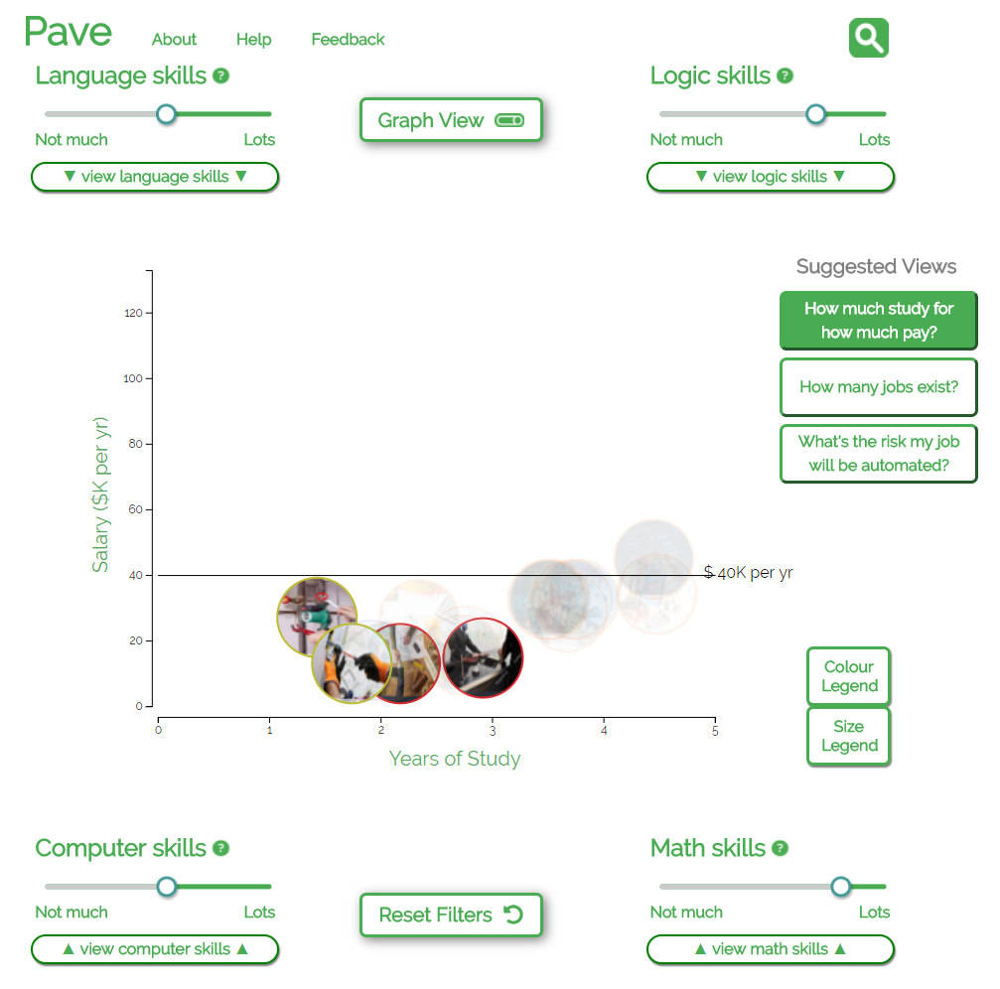 Pave
About
Help
Feedback
Language skills ?
Logic skills ?
Not much
Lots
Graph View
Not much
Lots
▼ view language skills ▼
▼ view logic skills ▼
Suggested Views
How much study for
how much pay?
How many jobs exist?
What's the risk my job
will be automated?
120
100
80
60
40
20
0
Salary ($K per yr)
$ 40K per yr
0
1
2
3
4
5
Years of Study
Colour
Legend
Size
Legend
Computer skills ?
Math skills ?
Not much
Lots
Reset Filters
Not much
Lots
▲ view computer skills ▲
▲ view math skills ▲